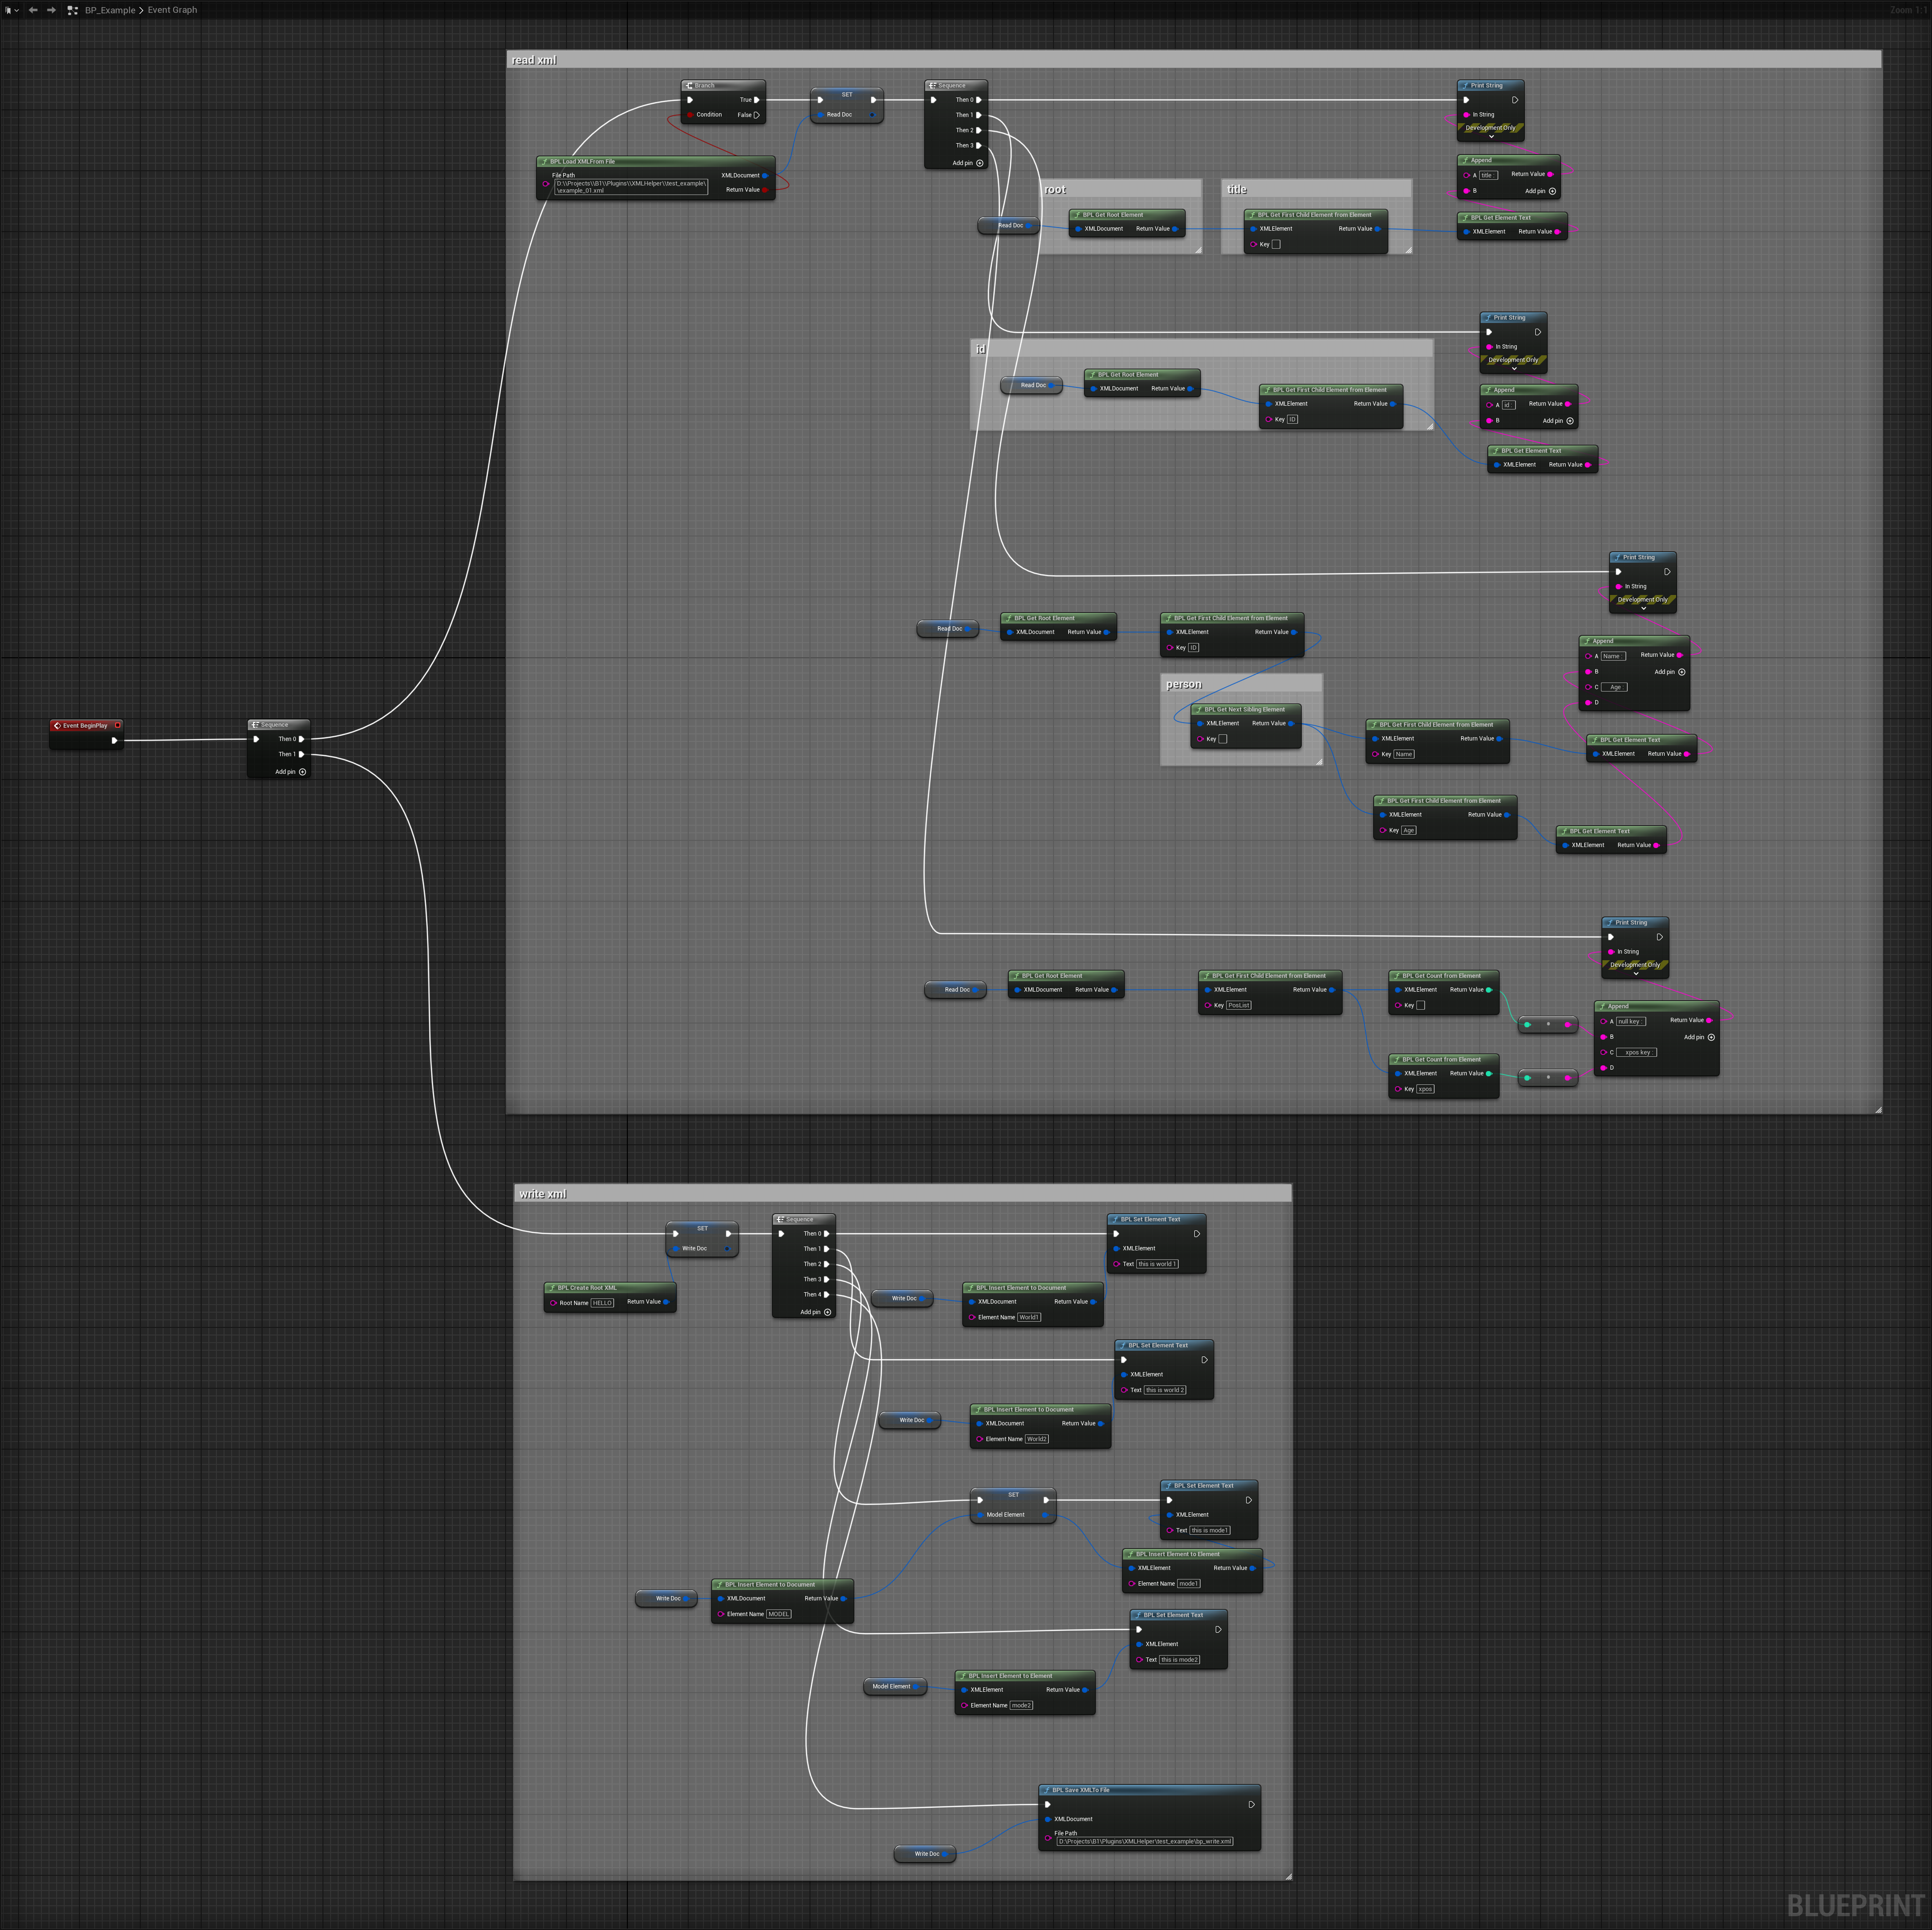 BP_Example > Event Graph
Zoom 1:1
read xml
Branch
True
Condition
False
SET
Read Doc
Sequence
Then 0
Then 1
Then 2
Then 3
Add pin
Print String
In String
Development Only
BPL Load XMLFrom File
File Path
D:\\Projects\\B1\\Plugins\\XMLHelper\\test_example\
\example_01.xml
XMLDocument
Return Value
Append
A title :
Return Value
B
Add pin
root
title
Read Doc
BPL Get Root Element
XMLDocument
Return Value
BPL Get First Child Element from Element
XMLElement
Return Value
Key
BPL Get Element Text
XMLElement
Return Value
Print String
In String
Development Only
id
Read Doc
BPL Get Root Element
XMLDocument
Return Value
BPL Get First Child Element from Element
XMLElement
Return Value
Key ID
Append
A id :
Return Value
B
Add pin
BPL Get Element Text
XMLElement
Return Value
Print String
In String
Development Only
Read Doc
BPL Get Root Element
XMLDocument
Return Value
BPL Get First Child Element from Element
XMLElement
Return Value
Key ID
Append
A Name :
Return Value
B
Add pin
C Age :
D
person
BPL Get Next Sibling Element
XMLElement
Return Value
Key
BPL Get First Child Element from Element
XMLElement
Return Value
Key Name
BPL Get Element Text
XMLElement
Return Value
Event BeginPlay
Sequence
Then 0
Then 1
Add pin
BPL Get First Child Element from Element
XMLElement
Return Value
Key Age
BPL Get Element Text
XMLElement
Return Value
Print String
In String
Development Only
Read Doc
BPL Get Root Element
XMLDocument
Return Value
BPL Get First Child Element from Element
XMLElement
Return Value
Key PosList
BPL Get Count from Element
XMLElement
Return Value
Key
Append
A null key :
Return Value
B
Add pin
C xpos key :
D
BPL Get Count from Element
XMLElement
Return Value
Key xpos
write xml
SET
Write Doc
Sequence
Then 0
Then 1
Then 2
Then 3
Then 4
Add pin
BPL Set Element Text
XMLElement
Text this is world 1
BPL Create Root XML
Root Name HELLO
Return Value
Write Doc
BPL Insert Element to Document
XMLDocument
Return Value
Element Name World1
BPL Set Element Text
XMLElement
Text this is world 2
Write Doc
BPL Insert Element to Document
XMLDocument
Return Value
Element Name World2
SET
Model Element
BPL Set Element Text
XMLElement
Text this is mode1
BPL Insert Element to Element
XMLElement
Return Value
Element Name mode1
Write Doc
BPL Insert Element to Document
XMLDocument
Return Value
Element Name MODEL
BPL Set Element Text
XMLElement
Text this is mode2
Model Element
BPL Insert Element to Element
XMLElement
Return Value
Element Name mode2
BPL Save XMLTo File
XMLDocument
File Path
D:\Projects\B1\Plugins\XMLHelper\test_example\bp_write.xml
Write Doc
BLUEPRINT